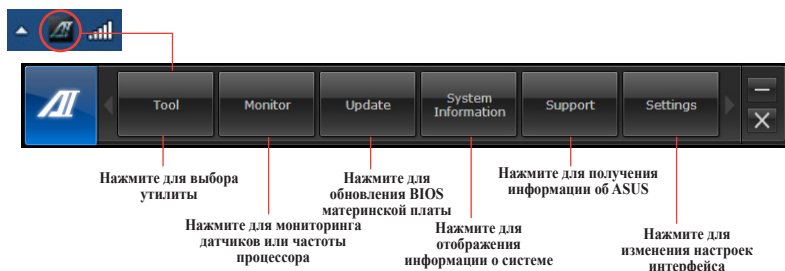 Tool
Monitor
Update
System
Information
Support
Settings
Нажмите для выбора
утилиты
Нажмите для мониторинга
датчиков или частоты
процессора
Нажмите для
обновления BIOS
материнской платы
Нажмите для
отображения
информации о системе
Нажмите для получения
информации об ASUS
Нажмите для
изменения настроек
интерфейса